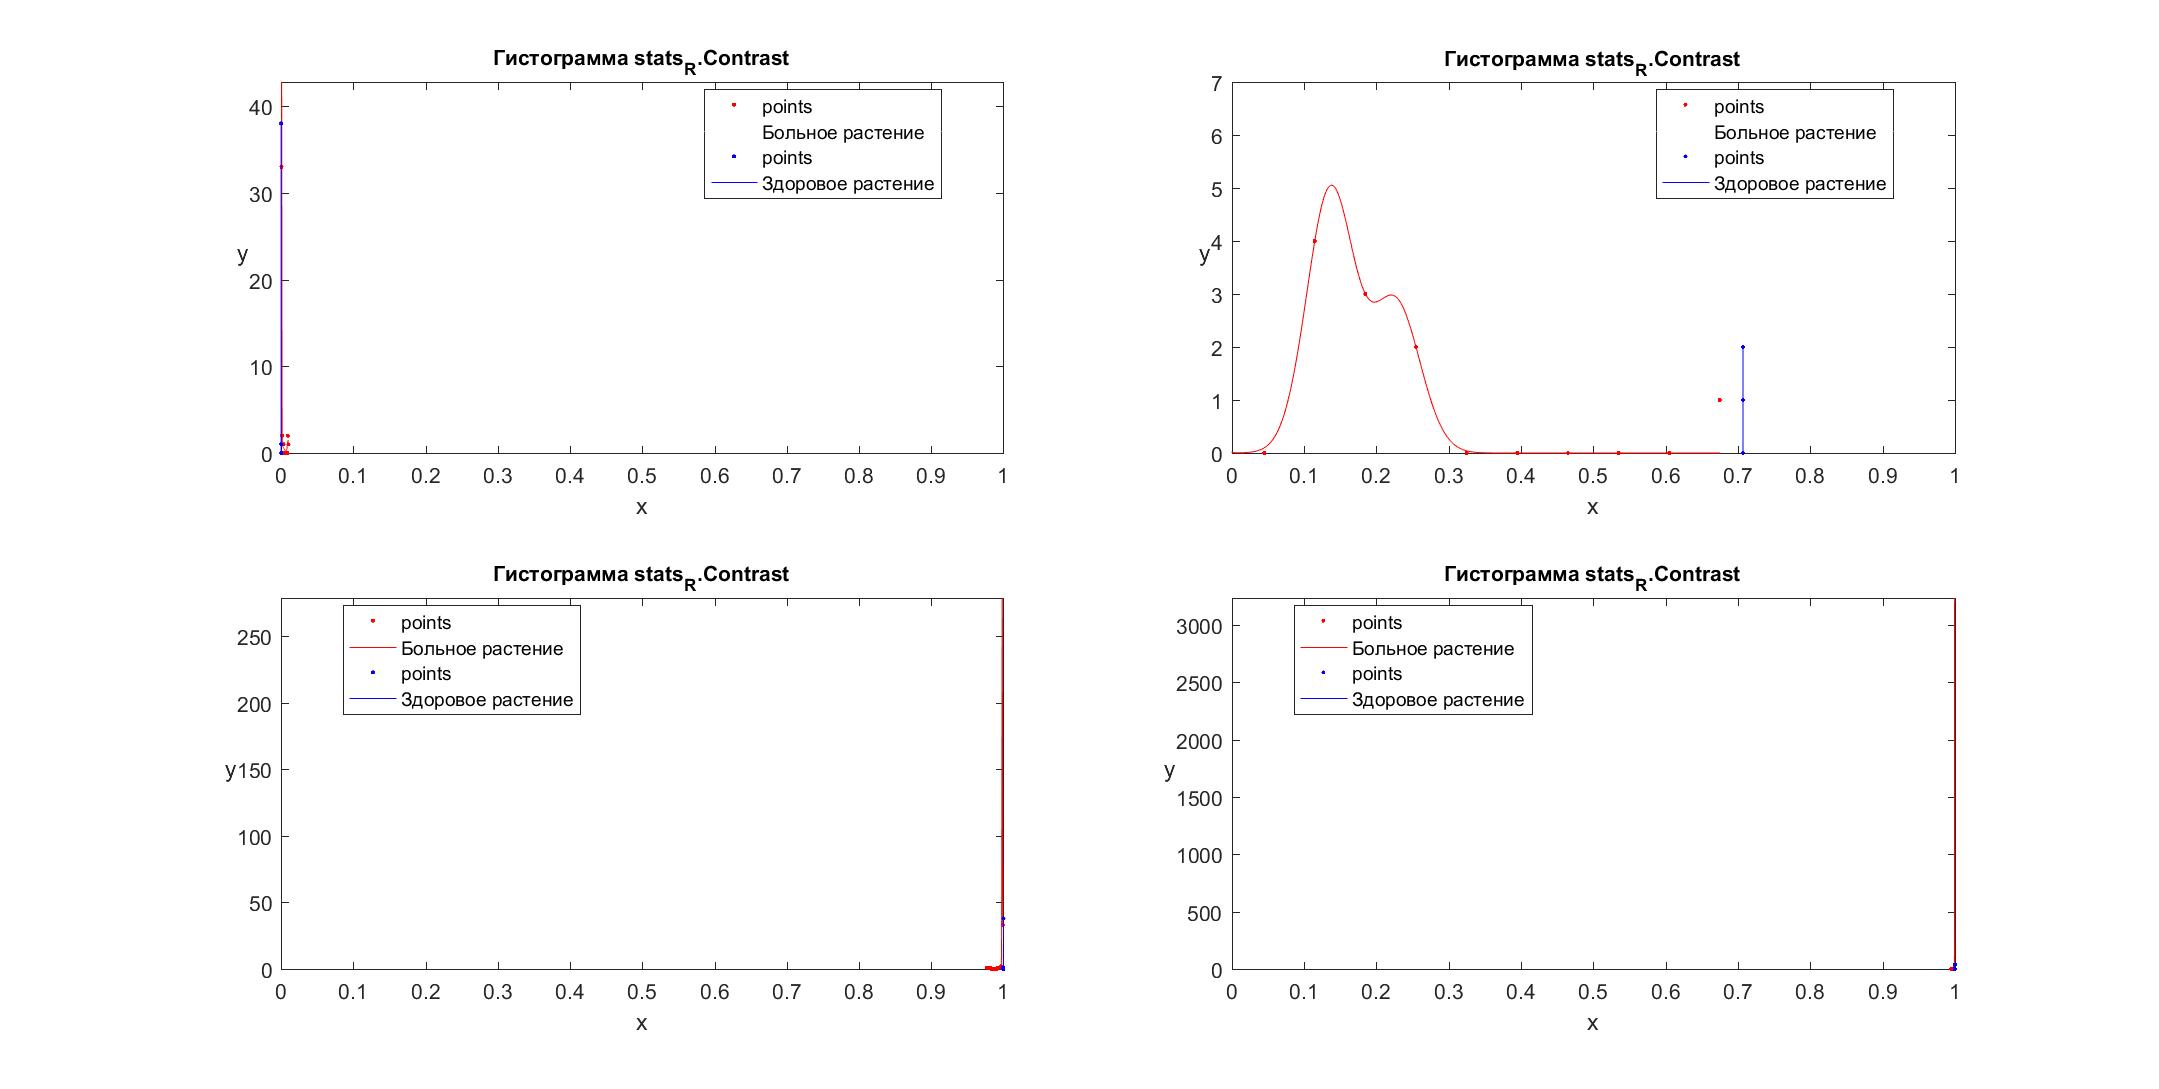 Гистограмма stats_R.Contrast
points
Больное растение
points
Здоровое растение
40
30
20
10
0
y
0 0.1 0.2 0.3 0.4 0.5 0.6 0.7 0.8 0.9 1
x
Гистограмма stats_R.Contrast
points
Больное растение
points
Здоровое растение
7
6
5
4
3
2
1
0
y
0 0.1 0.2 0.3 0.4 0.5 0.6 0.7 0.8 0.9 1
x
Гистограмма stats_R.Contrast
points
Больное растение
points
Здоровое растение
250
200
150
100
50
0
y
0 0.1 0.2 0.3 0.4 0.5 0.6 0.7 0.8 0.9 1
x
Гистограмма stats_R.Contrast
points
Больное растение
points
Здоровое растение
3000
2500
2000
1500
1000
500
0
y
0 0.1 0.2 0.3 0.4 0.5 0.6 0.7 0.8 0.9 1
x